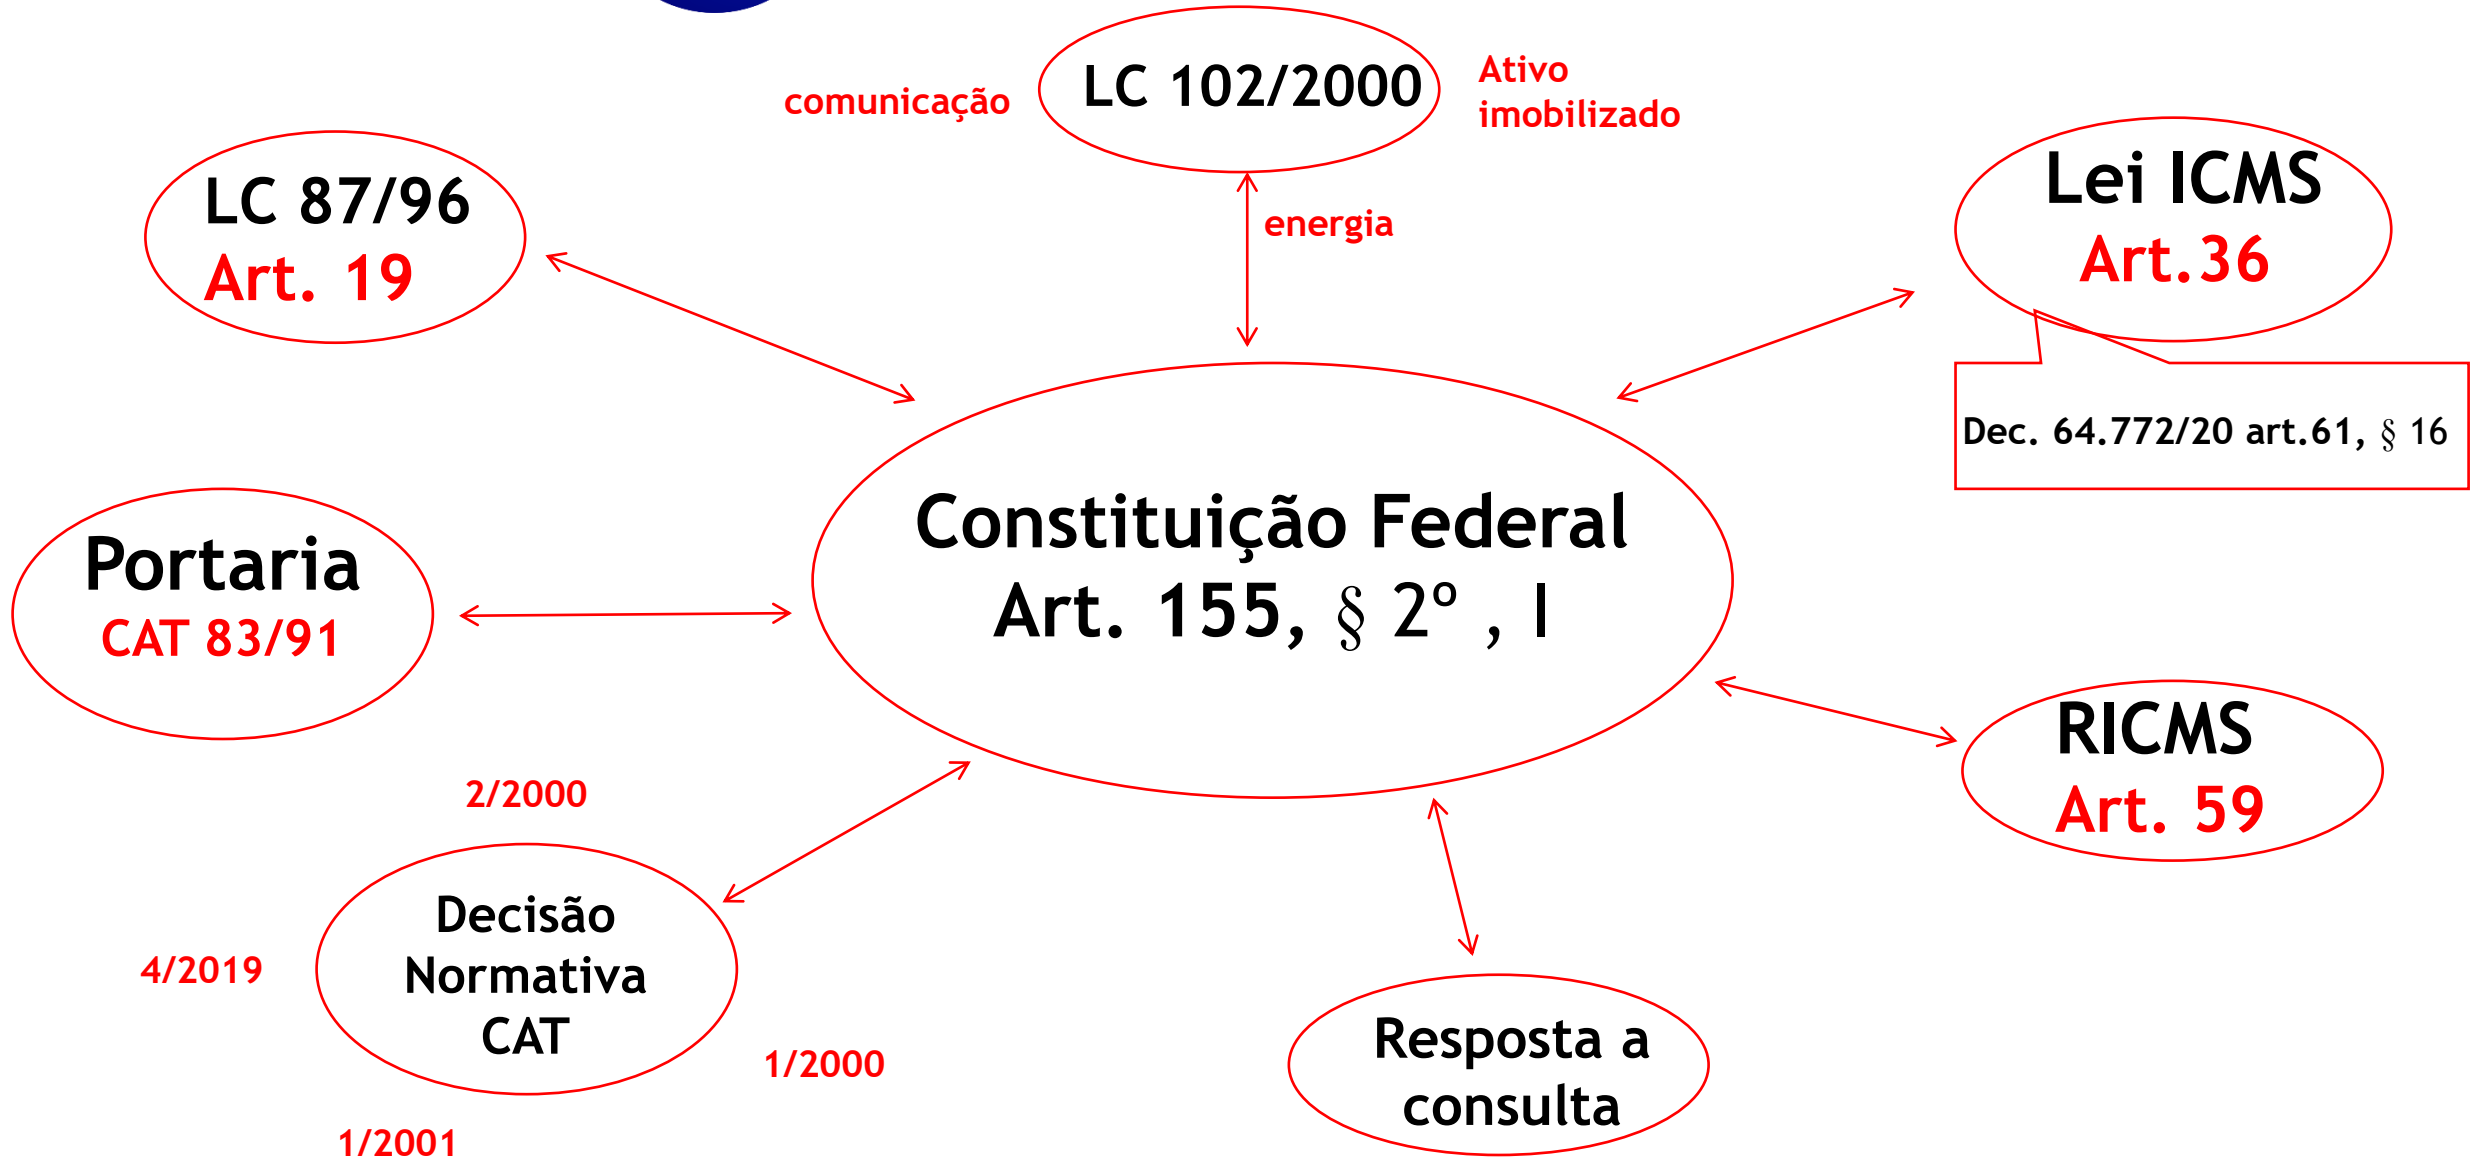 LC 102/2000
comunicação
Ativo
imobilizado
energia
LC 87/96
Art. 19
Lei ICMS
Art.36
Dec. 64.772/20 art.61, § 16
Constituição Federal
Art. 155, § 2º , I
Portaria
CAT 83/91
RICMS
Art. 59
2/2000
Decisão
Normativa
CAT
4/2019
1/2000
1/2001
Resposta a
consulta